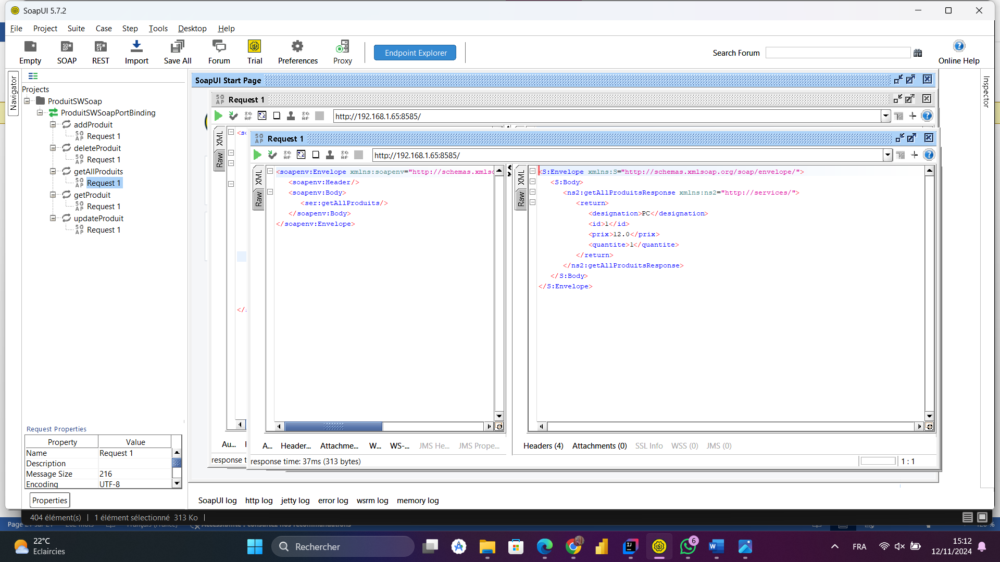 SoapUI 5.7.2
File Project Suite Case Step Tools Desktop Help
Empty SOAP REST Import Save All Forum Trial Preferences Proxy Endpoint Explorer Search Forum Online Help
Navigator
Inspector
Projects
ProduitSWSoap
ProduitSWSoapPortBinding
addProduit
Request 1
deleteProduit
Request 1
getAllProduits
Request 1
getProduit
Request 1
updateProduit
Request 1
Request Properties
Property Value
Name Request 1
Description
Message Size 216
Encoding UTF-8
Properties
SoapUI Start Page
Request 1
http://192.168.1.65:8585/
XML
Raw
Request 1
http://192.168.1.65:8585/
XML
Raw
<soapenv:Envelope xmlns:soapenv="http://schemas.xmlso
<soapenv:Header/>
<soapenv:Body>
<ser:getAllProduits/>
</soapenv:Body>
</soapenv:Envelope>
XML
Raw
<S:Envelope xmlns:S="http://schemas.xmlsoap.org/soap/envelope/">
<S:Body>
<ns2:getAllProduitsResponse xmlns:ns2="http://services/">
<return>
<designation>PC</designation>
<id>1</id>
<prix>12.0</prix>
<quantite>1</quantite>
</return>
</ns2:getAllProduitsResponse>
</S:Body>
</S:Envelope>
Au...
A... Header... Attachme... W... WS-... JMS He... JMS Prope...
Headers (4) Attachments (0) SSL Info WSS (0) JMS (0)
response t
response time: 37ms (313 bytes)
1 : 1
SoapUI log http log jetty log error log wsrm log memory log
404 élément(s) | 1 élément sélectionné 313 Ko |
22°C
Eclaircies
Rechercher
6
FRA
15:12
12/11/2024